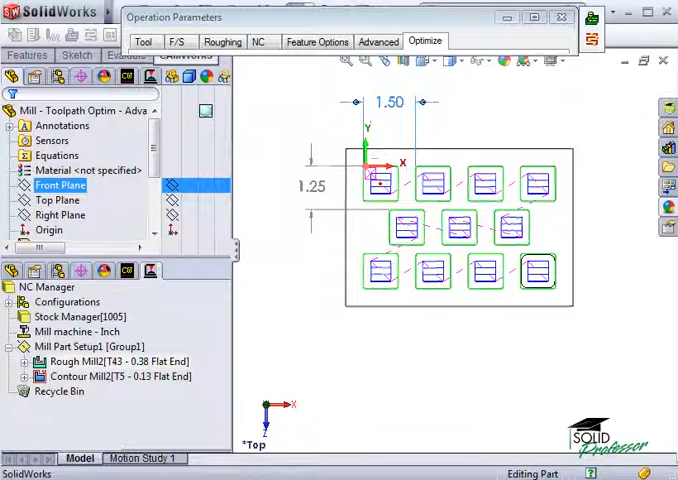 SolidWorks
Operation Parameters
Tool F/S Roughing NC Feature Options Advanced Optimize
Features Sketch
Mill - Toolpath Optim - Adva
Annotations
Sensors
Equations
Material <not specified>
Front Plane
Top Plane
Right Plane
Origin
NC Manager
Configurations
Stock Manager[1005]
Mill machine - Inch
Mill Part Setup1 [Group1]
Rough Mill2[T43 - 0.38 Flat End]
Contour Mill2[T5 - 0.13 Flat End]
Recycle Bin
1.50
Y
X
1.25
X
Z
*Top
SOLID
Professor
Model Motion Study 1
SolidWorks Editing Part